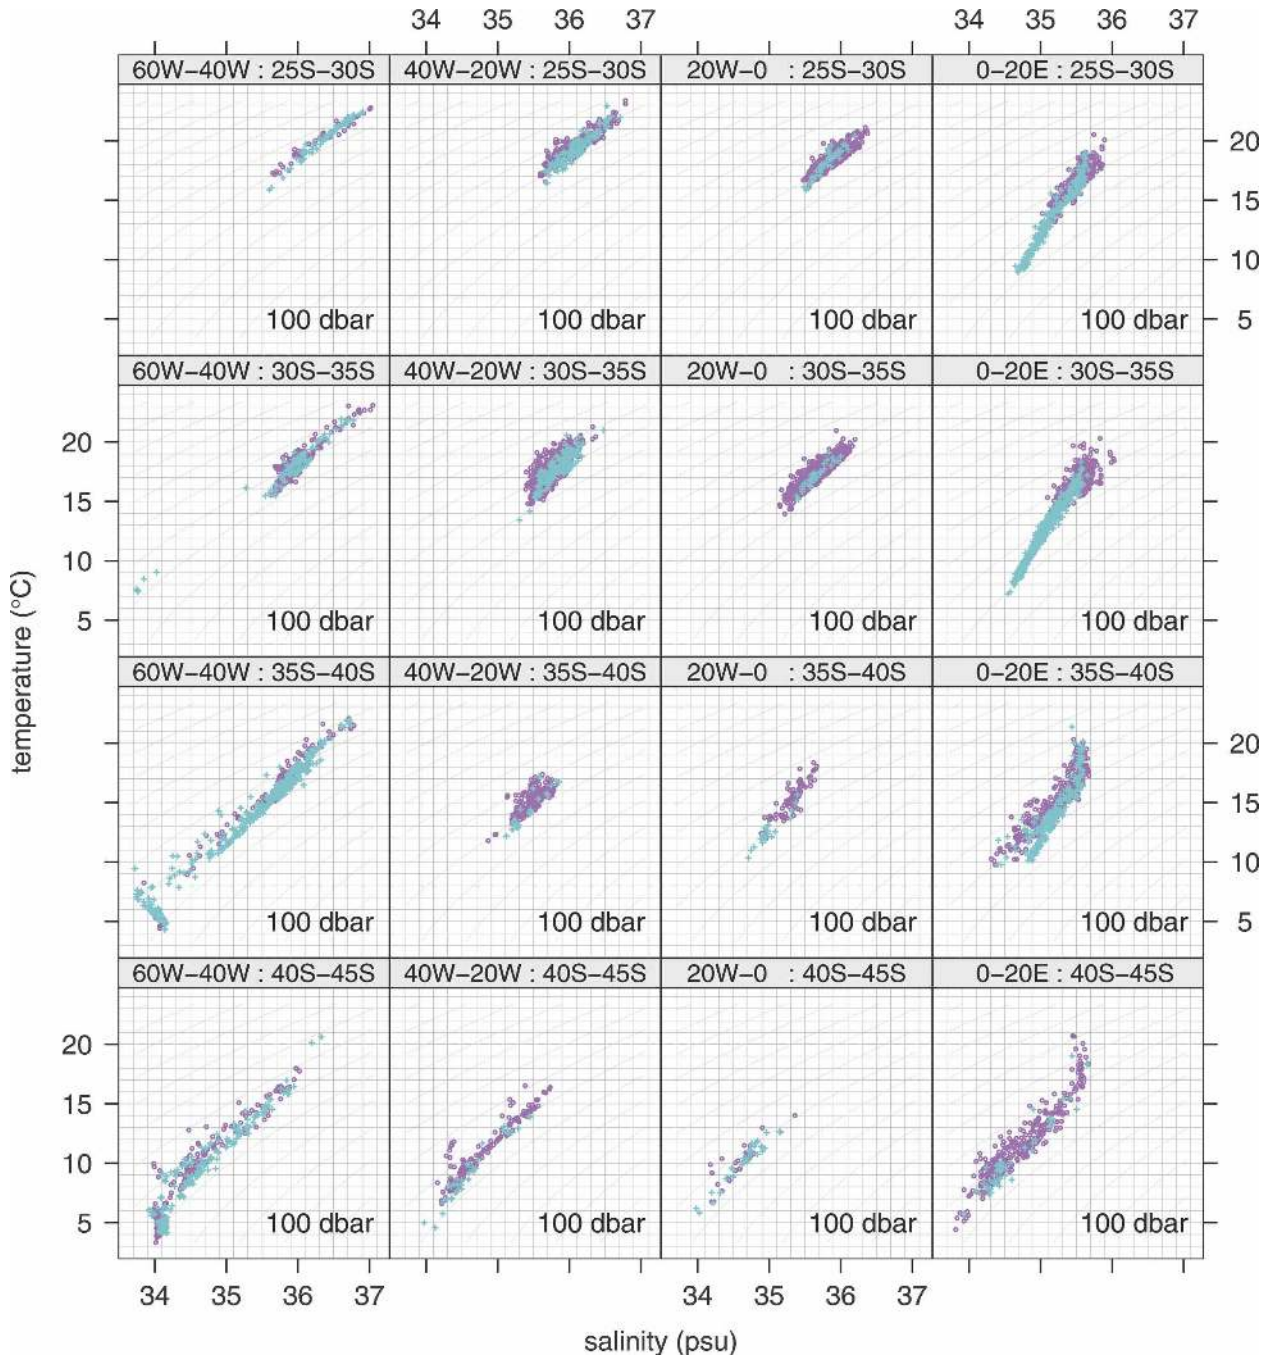 34 35 36 37 34 35 36 37
60W−40W : 25S−30S 40W−20W : 25S−30S 20W−0 : 25S−30S 0−20E : 25S−30S
20
15
10
100 dbar 100 dbar 100 dbar 100 dbar 5
60W−40W : 30S−35S 40W−20W : 30S−35S 20W−0 : 30S−35S 0−20E : 30S−35S
20
15
10
5 100 dbar 100 dbar 100 dbar 100 dbar
60W−40W : 35S−40S 40W−20W : 35S−40S 20W−0 : 35S−40S 0−20E : 35S−40S
temperature (°C)
20
15
10
100 dbar 100 dbar 100 dbar 100 dbar 5
60W−40W : 40S−45S 40W−20W : 40S−45S 20W−0 : 40S−45S 0−20E : 40S−45S
20
15
10
5 100 dbar 100 dbar 100 dbar 100 dbar
34 35 36 37 34 35 36 37
salinity (psu)